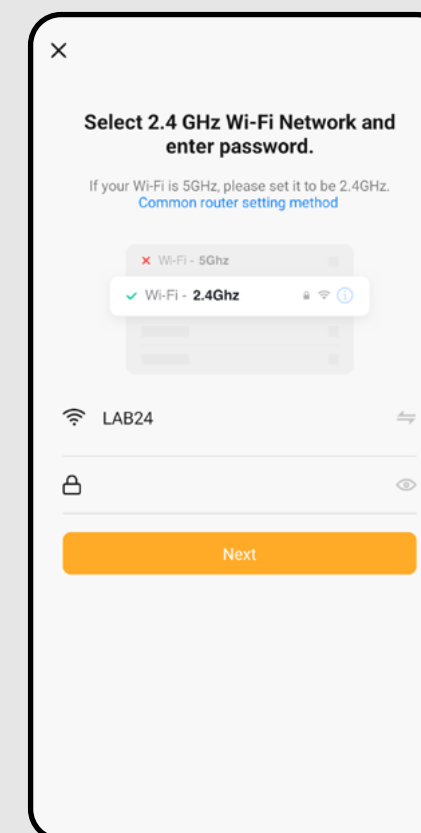 Select 2.4 GHz Wi-Fi Network and
enter password.
If your Wi-Fi is 5GHz, please set it to be 2.4GHz.
Common router setting method
Wi-Fi - 5Ghz
Wi-Fi - 2.4Ghz
LAB24
Next